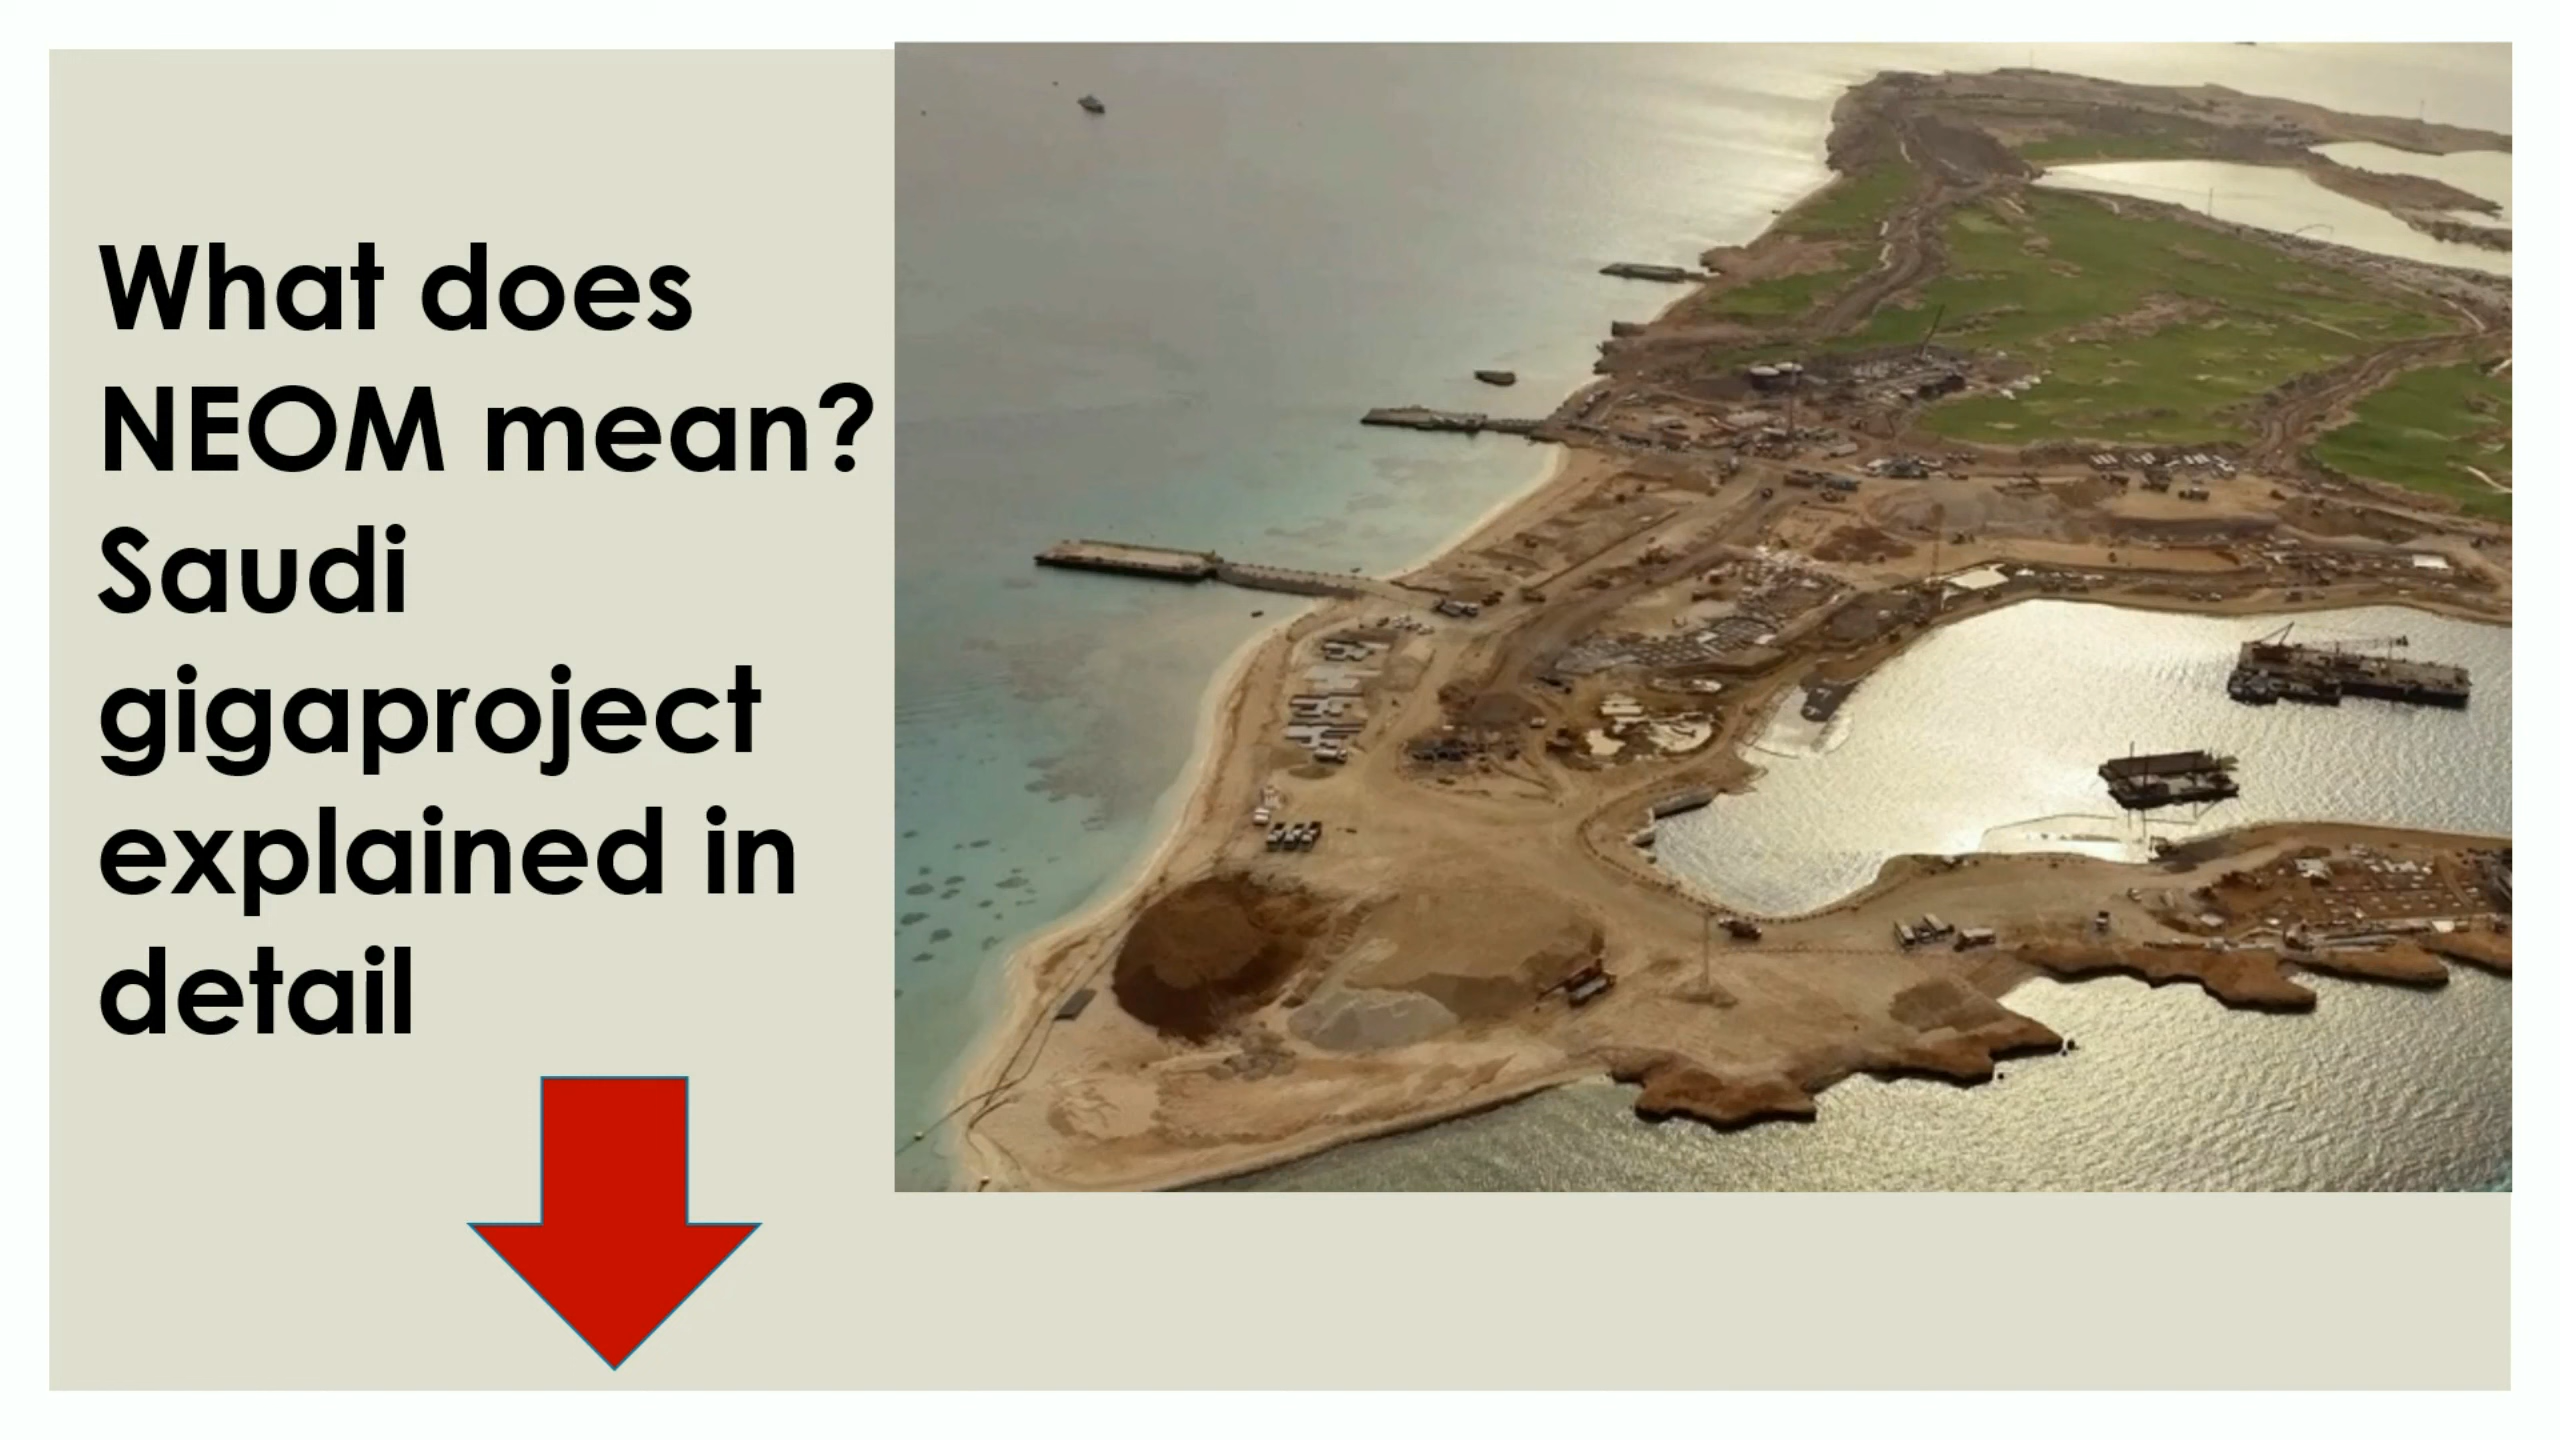 What does
NEOM mean?
Saudi
gigaproject
explained in
detail